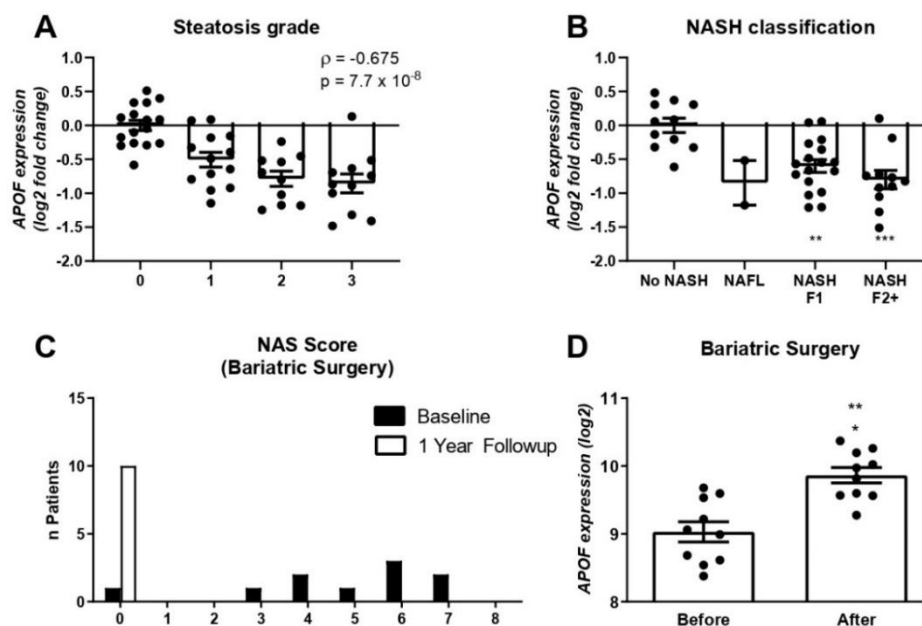 A
Steatosis grade
ρ = -0.675
p = 7.7 x 10-8
APOF expression
(log2 fold change)
1.0
0.5
0.0
-0.5
-1.0
-1.5
-2.0
0 1 2 3
B
NASH classification
APOF expression
(log2 fold change)
1.0
0.5
0.0
-0.5
-1.0
-1.5
-2.0
** ***
No NASH NAFL NASH NASH
F1 F2+
C
NAS Score
(Bariatric Surgery)
Baseline
1 Year Followup
n Patients
15
10
5
0
0 1 2 3 4 5 6 7 8
D
Bariatric Surgery
**
*
APOF expression (log2)
11
10
9
8
Before After